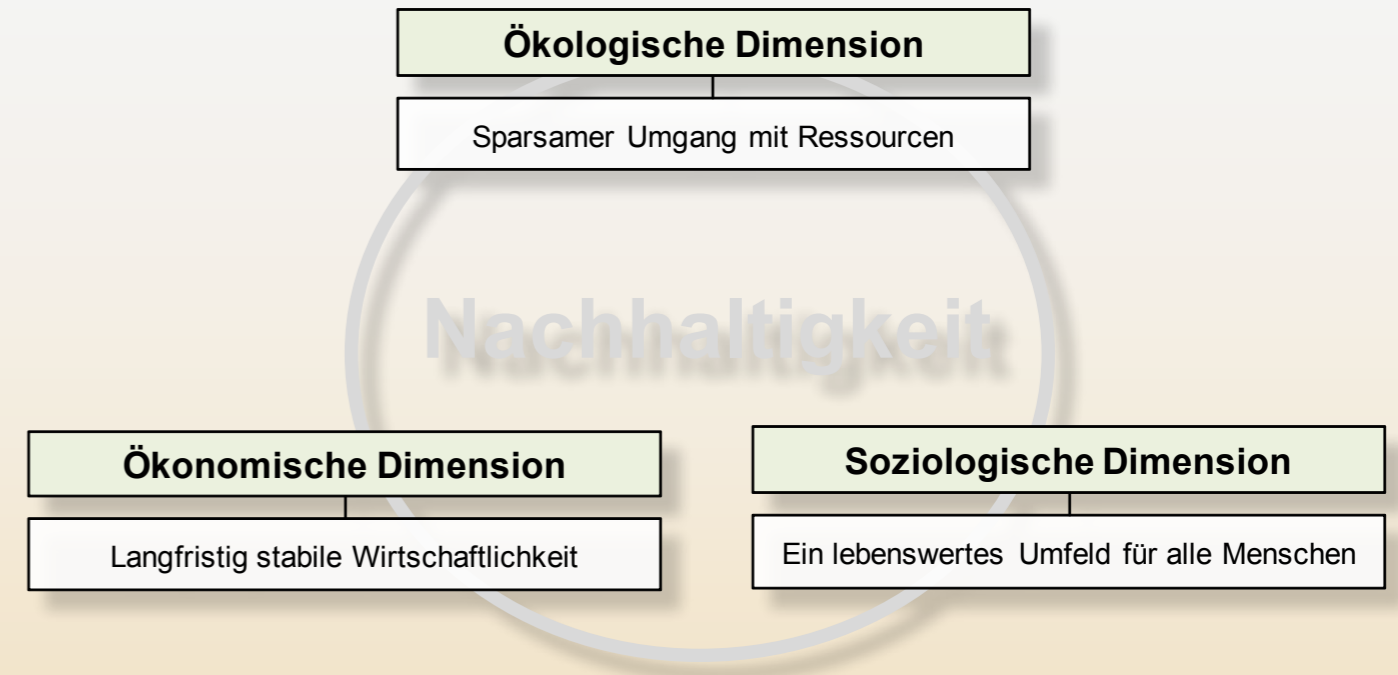 Ökologische Dimension
Sparsamer Umgang mit Ressourcen
Nachhaltigkeit
Ökonomische Dimension
Langfristig stabile Wirtschaftlichkeit
Soziologische Dimension
Ein lebenswertes Umfeld für alle Menschen